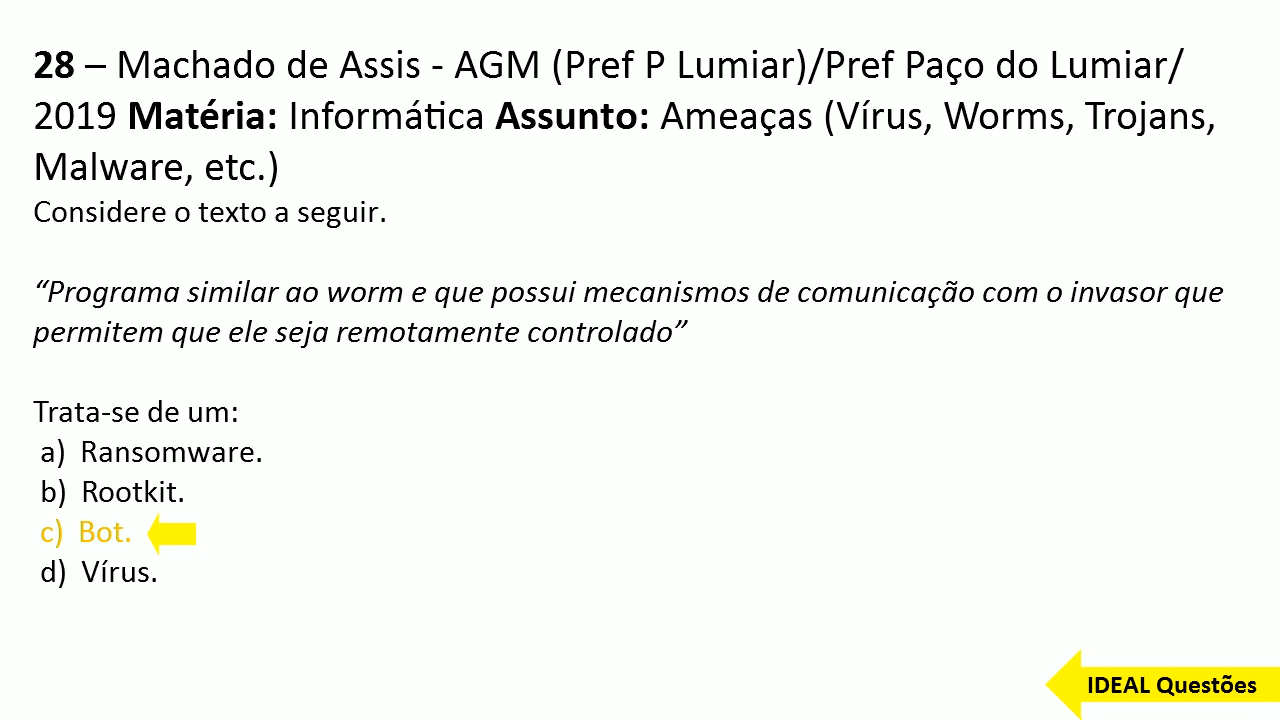 28 – Machado de Assis - AGM (Pref P Lumiar)/Pref Paço do Lumiar/
2019 Matéria: Informática Assunto: Ameaças (Vírus, Worms, Trojans,
Malware, etc.)
Considere o texto a seguir.
“Programa similar ao worm e que possui mecanismos de comunicação com o invasor que
permitem que ele seja remotamente controlado”
Trata-se de um:
a) Ransomware.
b) Rootkit.
c) Bot.
d) Vírus.
IDEAL Questões